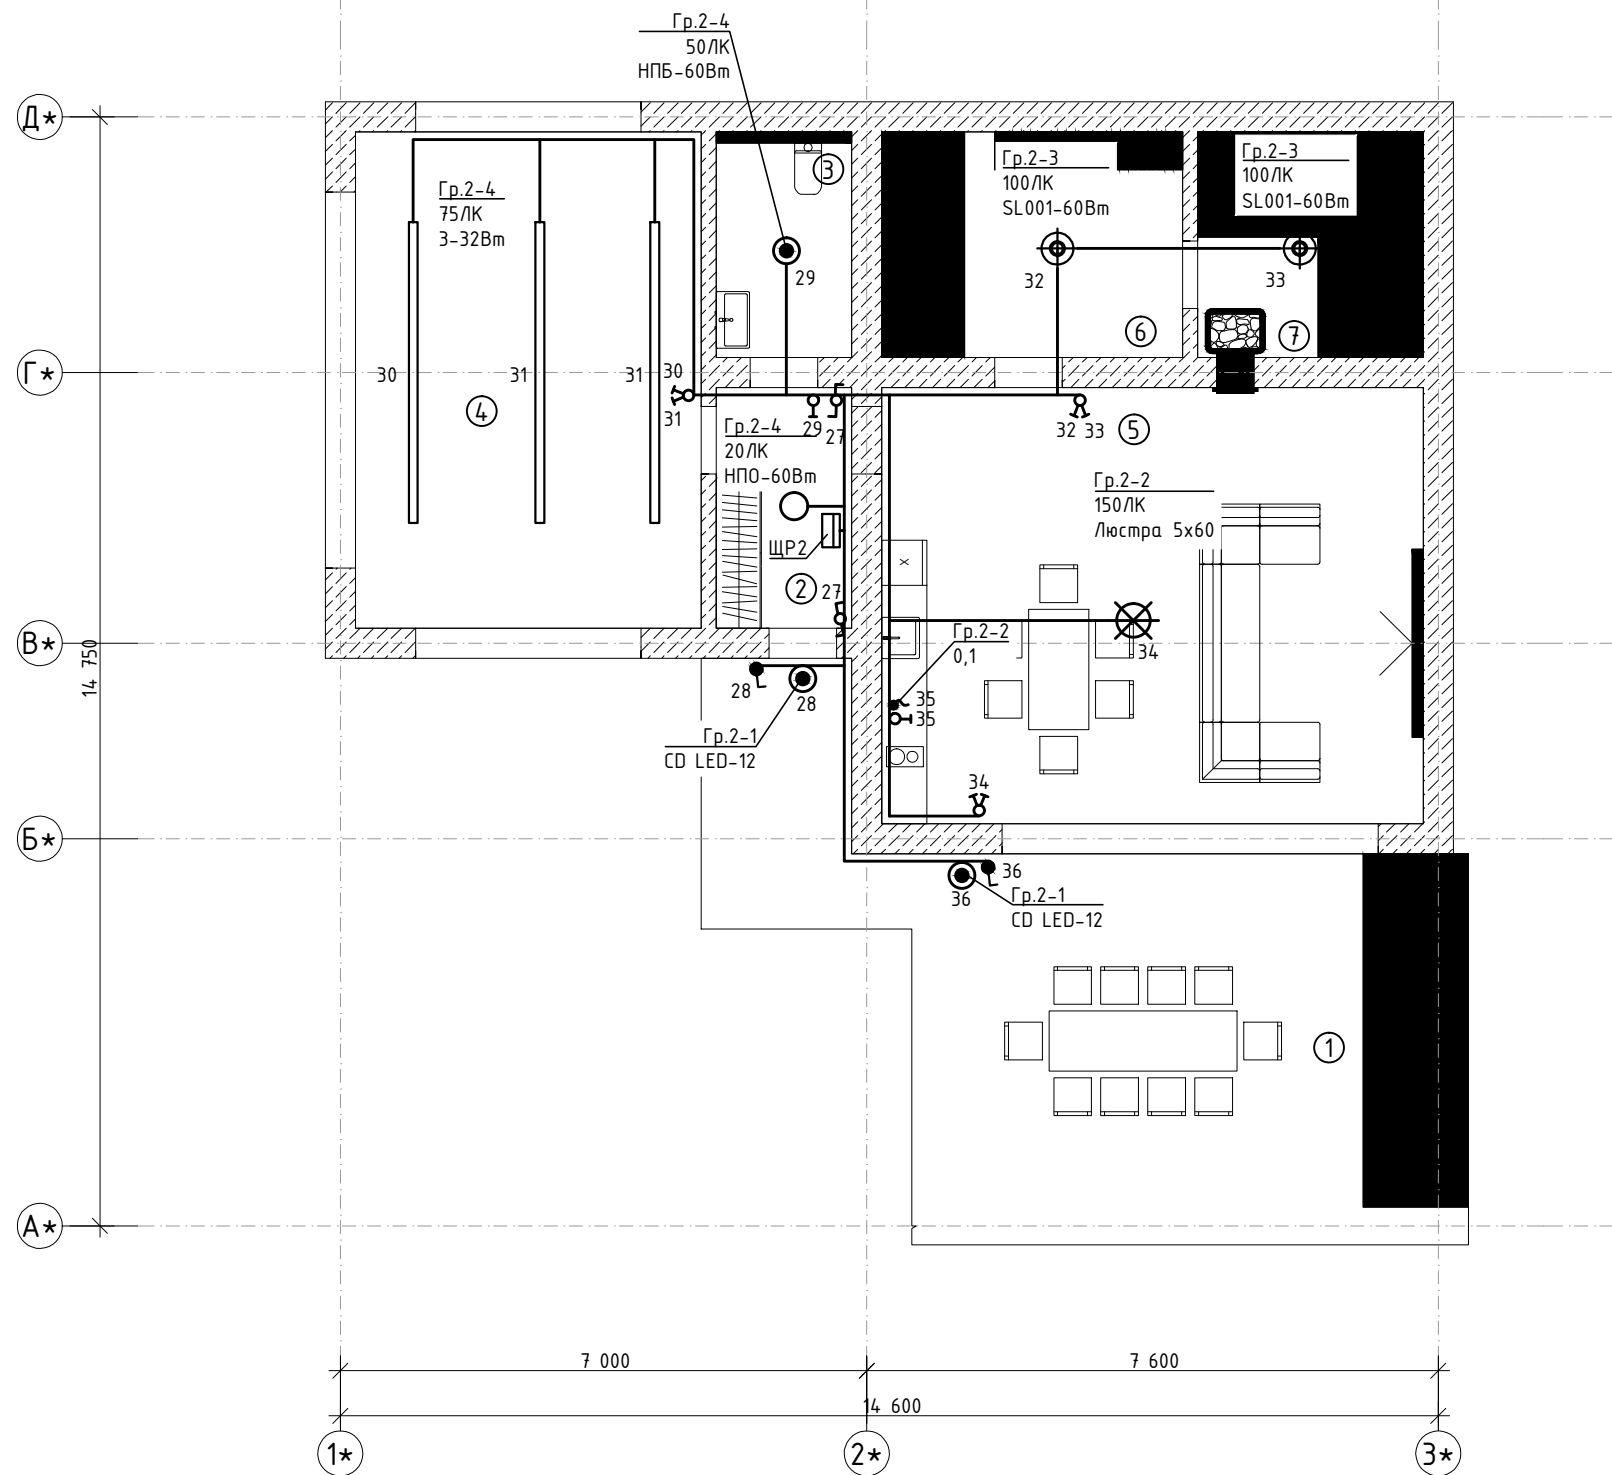 Гр.2-4
50ЛК
НПБ-60Вт
Д*
Гр.2-4
75ЛК
3-32Вт
3
29
Гр.2-3
100ЛК
SL001-60Вт
32
6
Гр.2-3
100ЛК
SL001-60Вт
33
7
Г*
30
31
31
30
31
4
29
27
32
33
5
Гр.2-4
20ЛК
НПО-60Вт
ЩР2
2
27
Гр.2-2
150ЛК
Люстра 5х60
х
В*
14 750
Гр.2-2
0,1
34
35
35
28
28
Гр.2-1
CD LED-12
34
Б*
36
36
Гр.2-1
CD LED-12
1
А*
7 000
7 600
14 600
1*
2*
3*